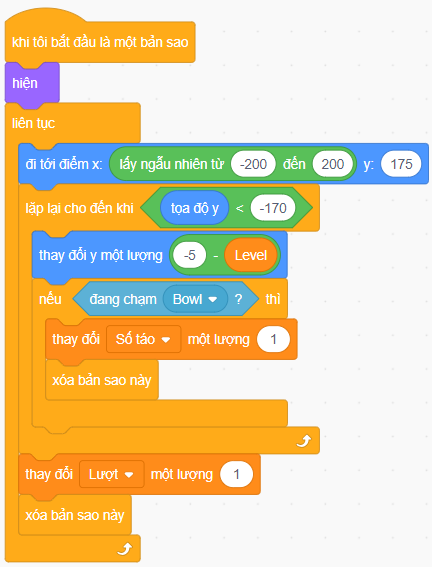 khi tôi bắt đầu là một bản sao
hiện
liên tục
đi tới điểm x: lấy ngẫu nhiên từ -200 đến 200 y: 175
lặp lại cho đến khi tọa độ y < -170
thay đổi y một lượng -5 - Level
nếu đang chạm Bowl ? thì
thay đổi Số táo một lượng 1
xóa bản sao này
thay đổi Lượt một lượng 1
xóa bản sao này